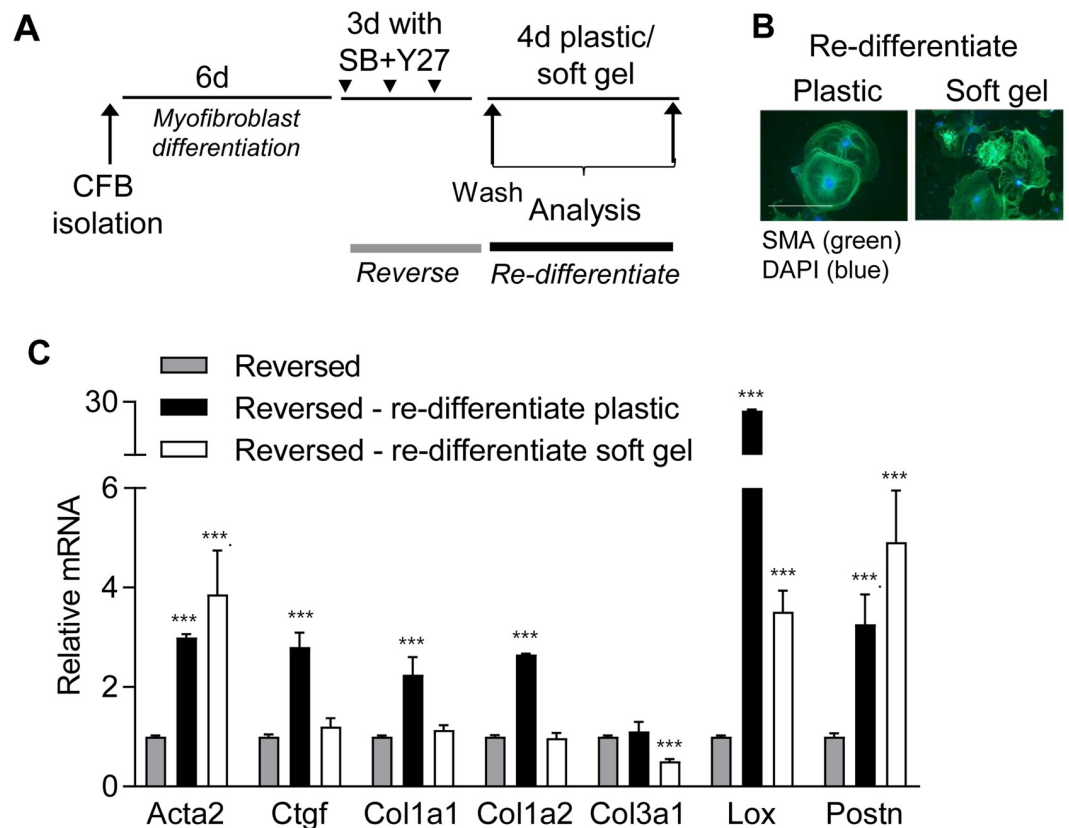 A
3d with
SB+Y27
6d
4d plastic/
soft gel
Myofibroblast
differentiation
CFB
isolation
Wash
Analysis
Reverse
Re-differentiate
B
Re-differentiate
Plastic
Soft gel
SMA (green)
DAPI (blue)
C
Reversed
Reversed - re-differentiate plastic
Reversed - re-differentiate soft gel
Relative mRNA
30
6
4
2
0
***
***.
***
***
***
***
***
***
***.
***
Acta2
Ctgf
Col1a1
Col1a2
Col3a1
Lox
Postn